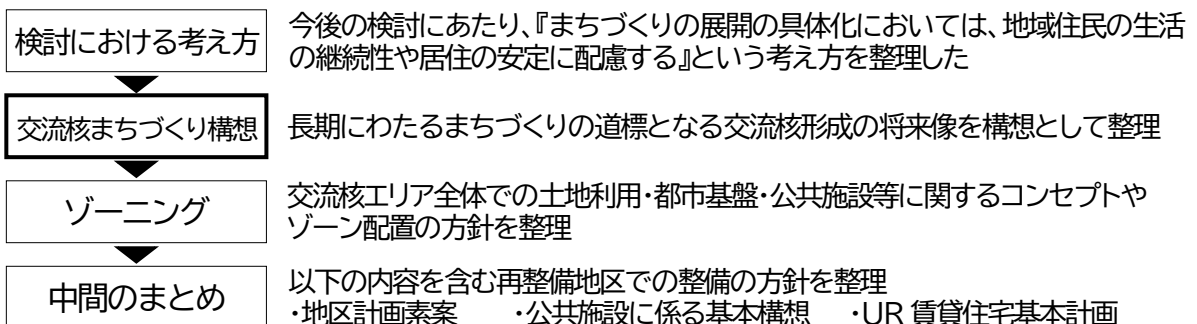 検討における考え方
今後の検討にあたり、『まちづくりの展開の具体化においては、地域住民の生活
の継続性や居住の安定に配慮する』という考え方を整理した
交流核まちづくり構想
長期にわたるまちづくりの道標となる交流核形成の将来像を構想として整理
ゾーニング
交流核エリア全体での土地利用・都市基盤・公共施設等に関するコンセプトや
ゾーン配置の方針を整理
中間のまとめ
以下の内容を含む再整備地区での整備の方針を整理
・地区計画素案 ・公共施設に係る基本構想 ・UR 賃貸住宅基本計画